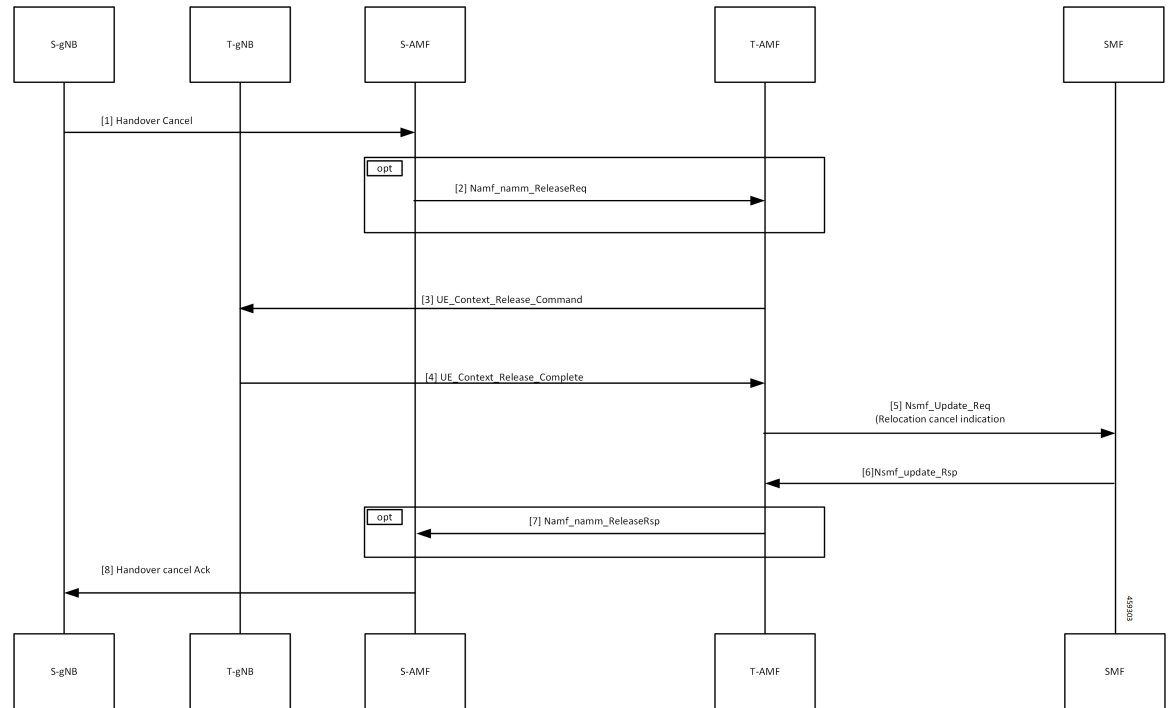 S-gNB
T-gNB
S-AMF
T-AMF
SMF
[1] Handover Cancel
opt
[2] Namf_namm_ReleaseReq
[3] UE_Context_Release_Command
[4] UE_Context_Release_Complete
[5] Nsmf_Update_Req
(Relocation cancel indication
[6]Nsmf_update_Rsp
opt
[7] Namf_namm_ReleaseRsp
[8] Handover cancel Ack
459303
S-gNB
T-gNB
S-AMF
T-AMF
SMF